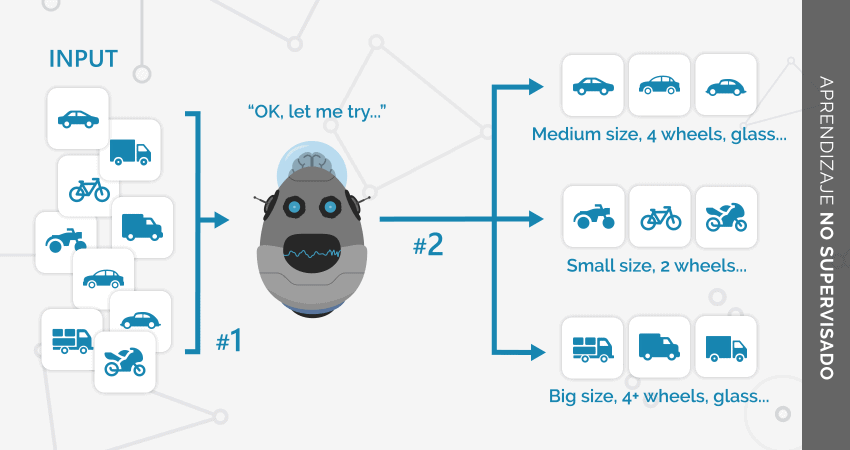 INPUT
“OK, let me try...”
#1
#2
Medium size, 4 wheels, glass...
Small size, 2 wheels...
Big size, 4+ wheels, glass...
APRENDIZAJE NO SUPERVISADO